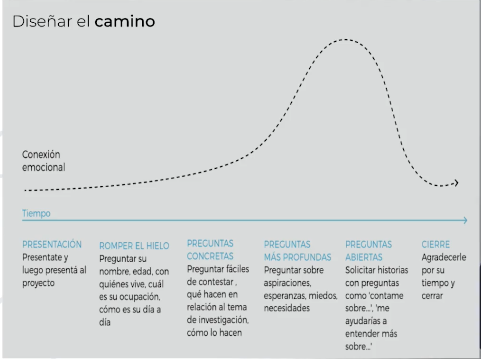 Diseñar el camino
Conexión
emocional
Tiempo
PRESENTACIÓN
Presentate y
luego presentá al
proyecto
ROMPER EL HIELO
Preguntar su
nombre, edad, con
quiénes vive, cuál
es su ocupación,
cómo es su día a
día
PREGUNTAS
CONCRETAS
Preguntar fáciles
de contestar ,
qué hacen en
relación al tema
de investigación,
cómo lo hacen
PREGUNTAS
MÁS PROFUNDAS
Preguntar sobre
aspiraciones,
esperanzas, miedos,
necesidades
PREGUNTAS
ABIERTAS
Solicitar historias
con preguntas
como 'contame
sobre...', 'me
ayudarías a
entender más
sobre...'
CIERRE
Agradecerle
por su
tiempo y
cerrar